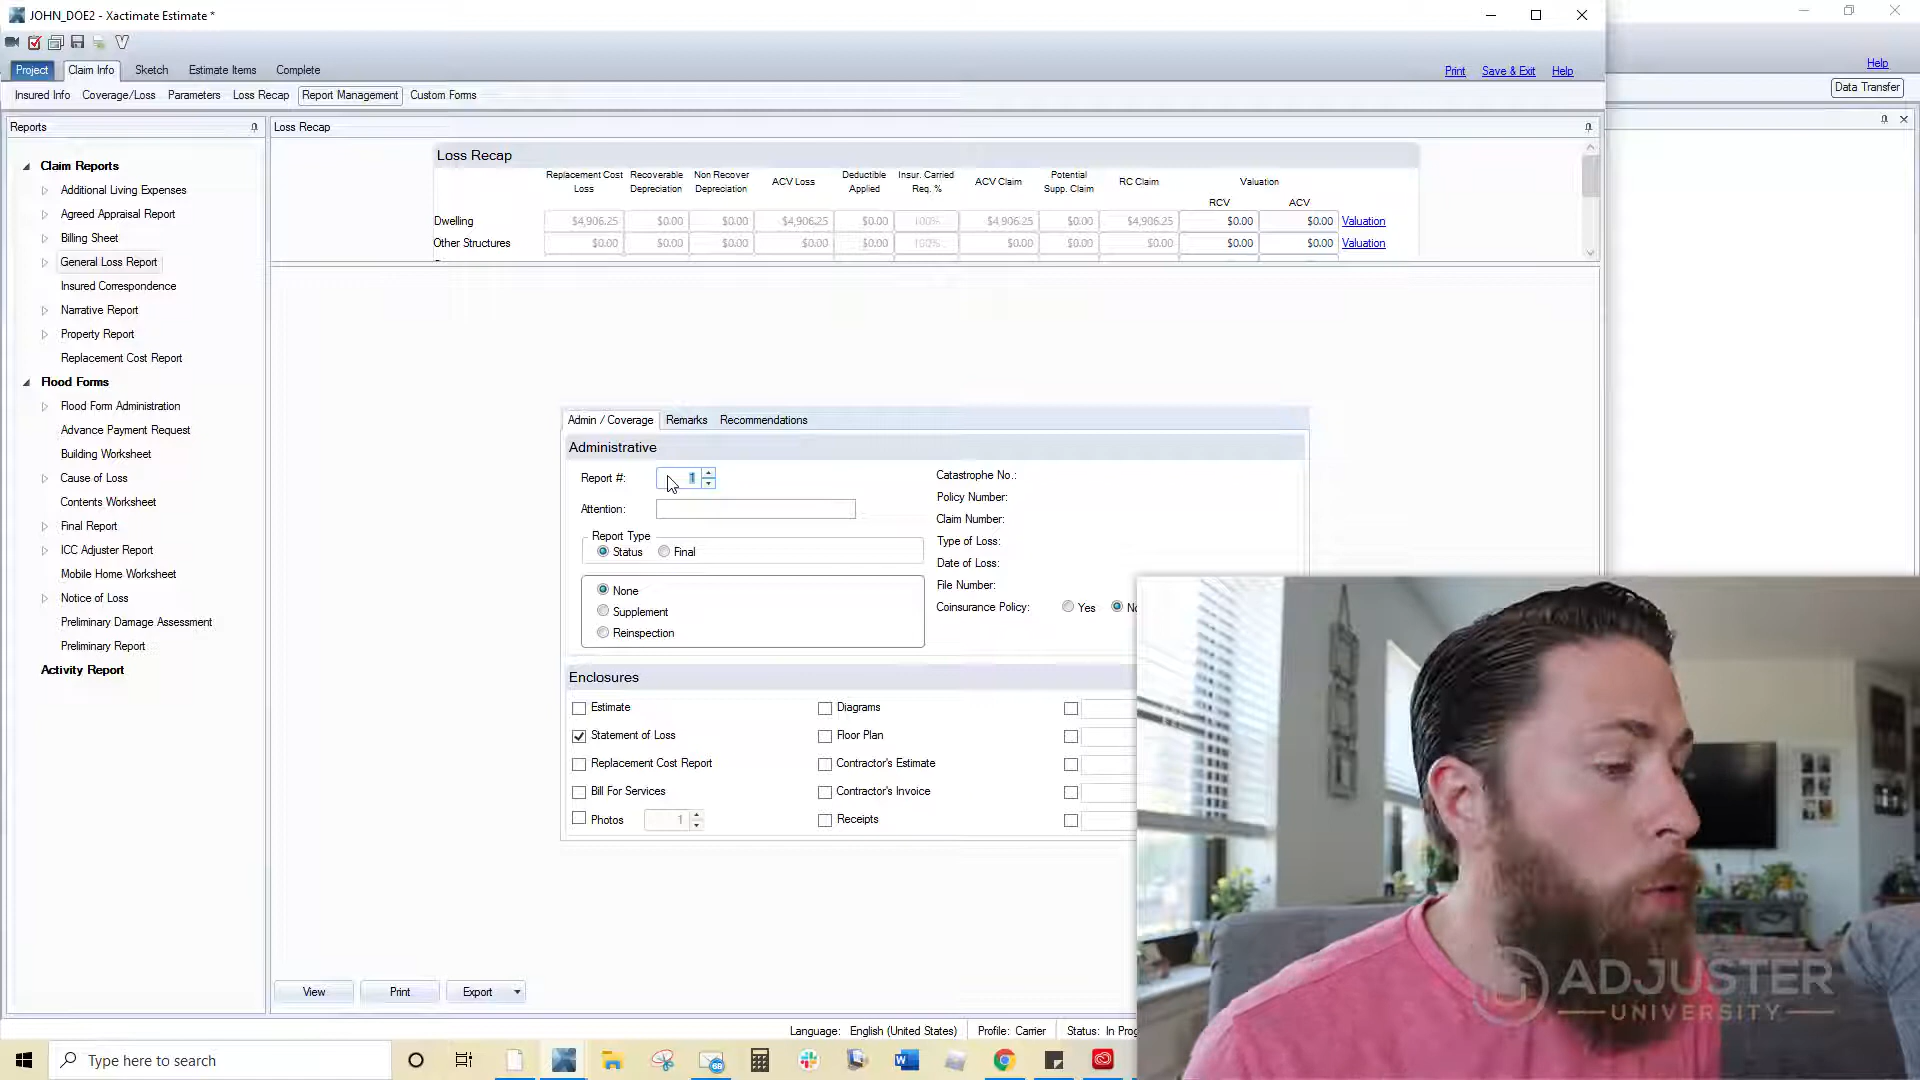 JOHN_DOE2 - Xactimate Estimate *
Project Claim Info Sketch Estimate Items Complete
Print Save & Exit Help
Help
Insured Info Coverage/Loss Parameters Loss Recap Report Management Custom Forms
Data Transfer
Reports
Loss Recap
Claim Reports
Additional Living Expenses
Agreed Appraisal Report
Billing Sheet
General Loss Report
Insured Correspondence
Narrative Report
Property Report
Replacement Cost Report
Flood Forms
Flood Form Administration
Advance Payment Request
Building Worksheet
Cause of Loss
Contents Worksheet
Final Report
ICC Adjuster Report
Mobile Home Worksheet
Notice of Loss
Preliminary Damage Assessment
Preliminary Report
Activity Report
Loss Recap
Replacement Cost Loss Recoverable Depreciation Non Recover Depreciation ACV Loss Deductible Applied Insur. Carried Req. % ACV Claim Potential Supp. Claim RC Claim Valuation
RCV ACV
Dwelling $4,906.25 $0.00 $0.00 $4,906.25 $0.00 100% $4,906.25 $0.00 $4,906.25 $0.00 $0.00 Valuation
Other Structures $0.00 $0.00 $0.00 $0.00 $0.00 100% $0.00 $0.00 $0.00 $0.00 $0.00 Valuation
Admin / Coverage Remarks Recommendations
Administrative
Report #: 1
Attention:
Report Type
Status Final
None
Supplement
Reinspection
Catastrophe No.:
Policy Number:
Claim Number:
Type of Loss:
Date of Loss:
File Number:
Coinsurance Policy: Yes
Enclosures
Estimate Diagrams
Statement of Loss Floor Plan
Replacement Cost Report Contractor's Estimate
Bill For Services Contractor's Invoice
Photos 1 Receipts
View Print Export
Language: English (United States) Profile: Carrier Status: In Prog
ADJUSTER
UNIVERSITY
Type here to search
68